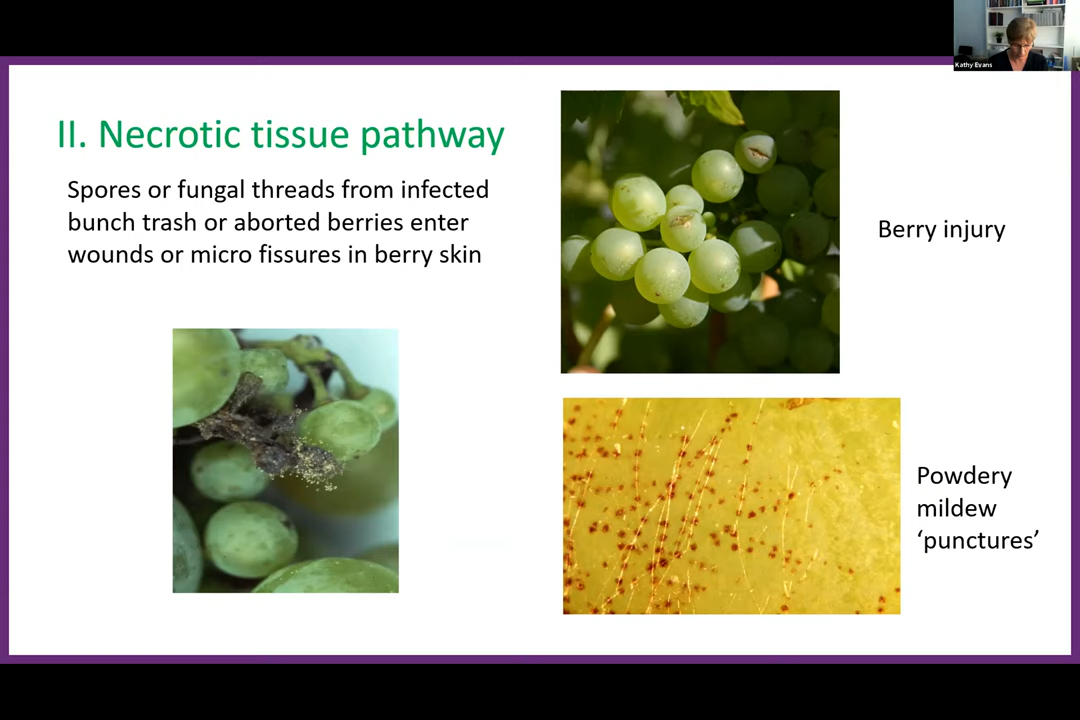 Kathy Evans
II. Necrotic tissue pathway
Spores or fungal threads from infected
bunch trash or aborted berries enter
wounds or micro fissures in berry skin
Berry injury
Powdery
mildew
‘punctures’